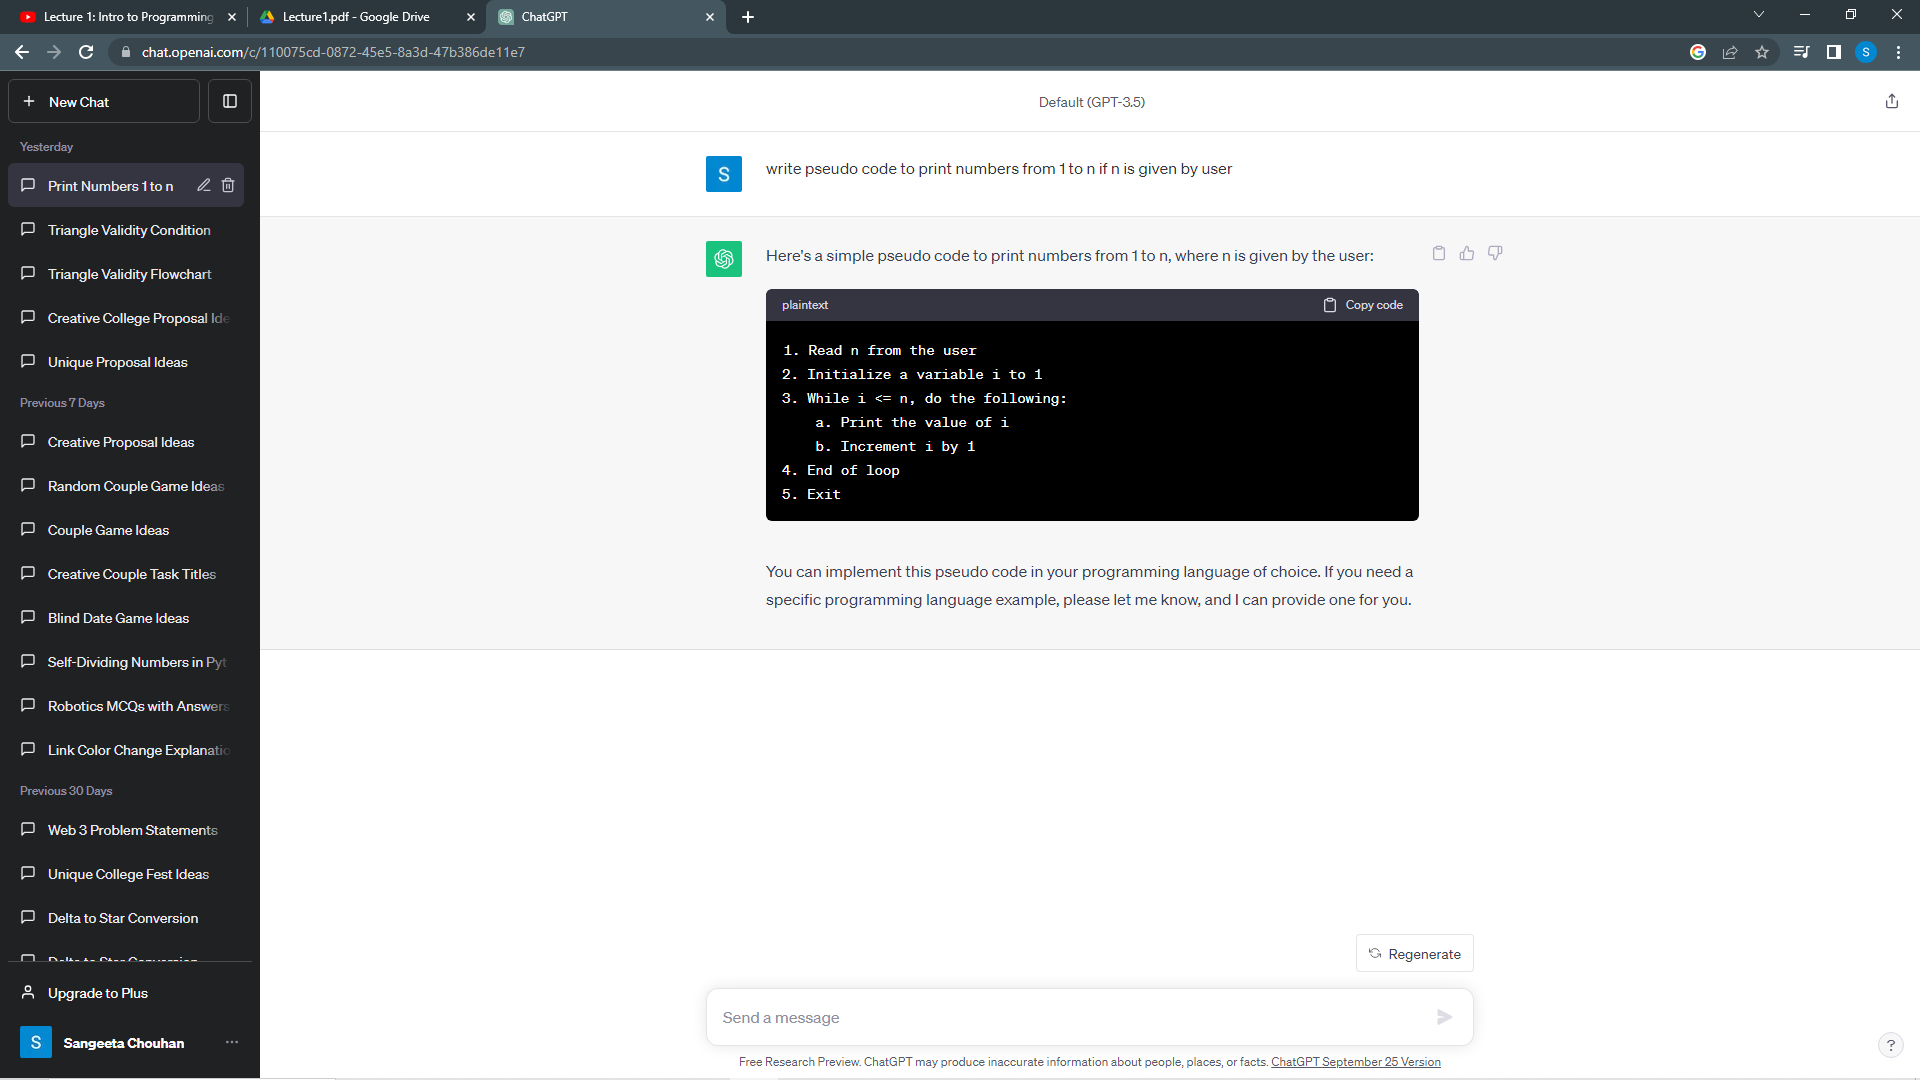 Lecture 1: Intro to Programming
Lecture1.pdf - Google Drive
ChatGPT
chat.openai.com/c/110075cd-0872-45e5-8a3d-47b386de11e7
S
New Chat
Default (GPT-3.5)
Yesterday
Print Numbers 1 to n
Triangle Validity Condition
Triangle Validity Flowchart
Creative College Proposal Ide
Unique Proposal Ideas
Previous 7 Days
Creative Proposal Ideas
Random Couple Game Ideas
Couple Game Ideas
Creative Couple Task Titles
Blind Date Game Ideas
Self-Dividing Numbers in Pyt
Robotics MCQs with Answers
Link Color Change Explanatio
Previous 30 Days
Web 3 Problem Statements
Unique College Fest Ideas
Delta to Star Conversion
Delta to Star Conversion
Upgrade to Plus
S
Sangeeta Chouhan
S
write pseudo code to print numbers from 1 to n if n is given by user
Here's a simple pseudo code to print numbers from 1 to n, where n is given by the user:
plaintext
Copy code
1. Read n from the user
2. Initialize a variable i to 1
3. While i <= n, do the following:
a. Print the value of i
b. Increment i by 1
4. End of loop
5. Exit
You can implement this pseudo code in your programming language of choice. If you need a
specific programming language example, please let me know, and I can provide one for you.
Regenerate
Send a message
Free Research Preview. ChatGPT may produce inaccurate information about people, places, or facts. ChatGPT September 25 Version
?